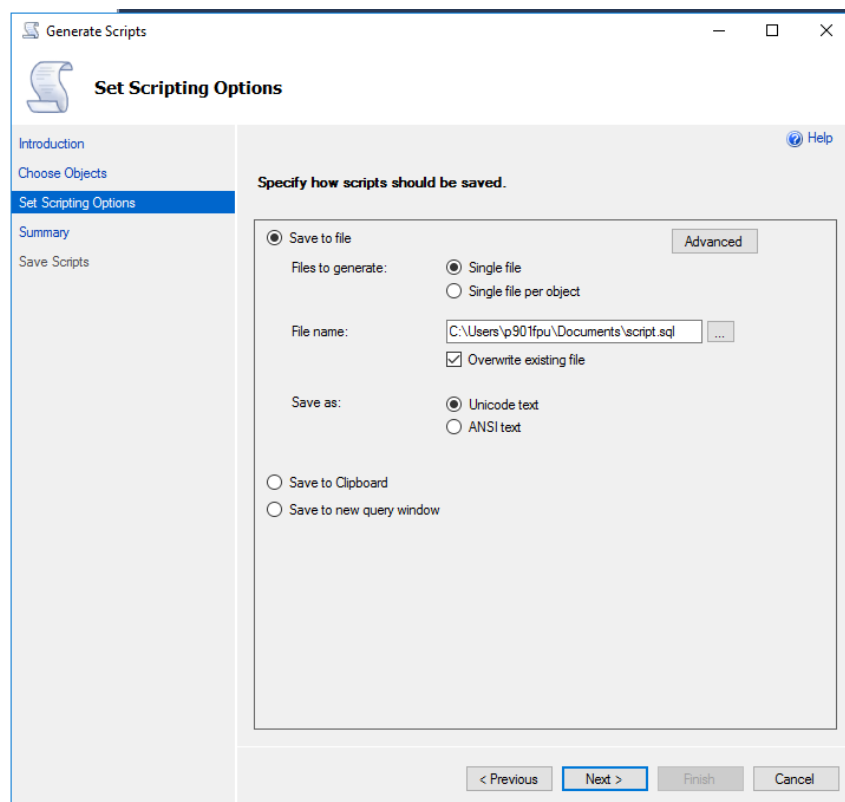 Generate Scripts
Set Scripting Options
Introduction
Choose Objects
Set Scripting Options
Summary
Save Scripts
Help
Specify how scripts should be saved.
Save to file
Advanced
Files to generate:
Single file
Single file per object
File name:
C:\Users\p901fpu\Documents\script.sql
...
Overwrite existing file
Save as:
Unicode text
ANSI text
Save to Clipboard
Save to new query window
< Previous
Next >
Finish
Cancel